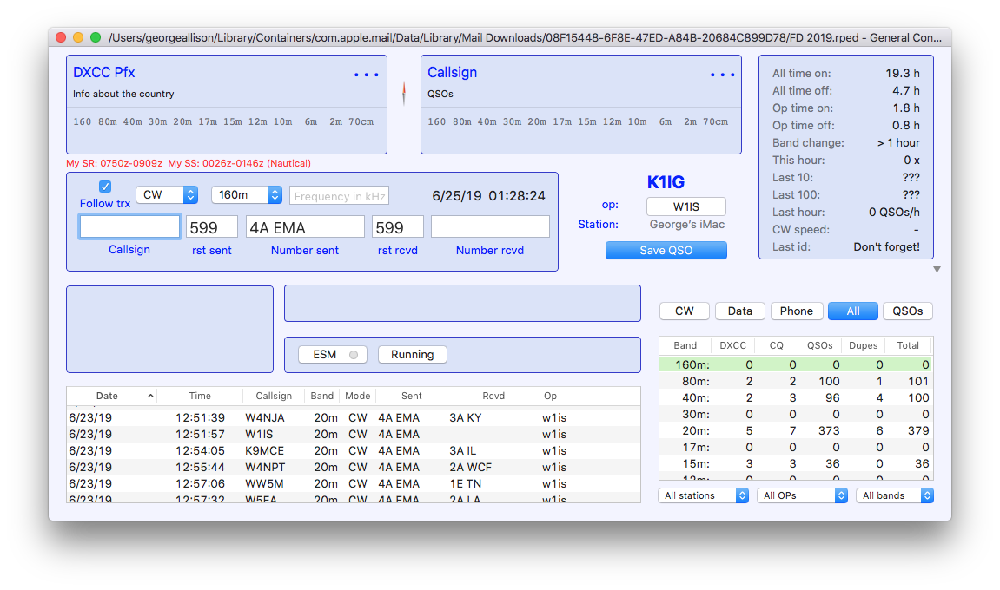 /Users/georgeallison/Library/Containers/com.apple.mail/Data/Library/Mail Downloads/08F15448-6F8E-47ED-A84B-20684C899D78/FD 2019.rped - General Con...
DXCC Pfx
Info about the country
160 80m 40m 30m 20m 17m 15m 12m 10m 6m 2m 70cm
Callsign
QSOs
160 80m 40m 30m 20m 17m 15m 12m 10m 6m 2m 70cm
All time on: 19.3 h
All time off: 4.7 h
Op time on: 1.8 h
Op time off: 0.8 h
Band change: > 1 hour
This hour: 0 x
Last 10: ???
Last 100: ???
Last hour: 0 QSOs/h
CW speed: -
Last id: Don't forget!
My SR: 0750z-0909z My SS: 0026z-0146z (Nautical)
Follow trx CW 160m Frequency in kHz 6/25/19 01:28:24
599 4A EMA 599
Callsign rst sent Number sent rst rcvd Number rcvd
K1IG
op: W1IS
Station: George's iMac
Save QSO
ESM Running
CW Data Phone All QSOs
Band DXCC CQ QSOs Dupes Total
160m: 0 0 0 0 0
80m: 2 2 100 1 101
40m: 2 3 96 4 100
30m: 0 0 0 0 0
20m: 5 7 373 6 379
17m: 0 0 0 0 0
15m: 3 3 36 0 36
12m: 0 0 0 0 0
All stations All OPs All bands
Date Time Callsign Band Mode Sent Rcvd Op
6/23/19 12:51:39 W4NJA 20m CW 4A EMA 3A KY w1is
6/23/19 12:51:57 W1IS 20m CW 4A EMA w1is
6/23/19 12:54:05 K9MCE 20m CW 4A EMA 3A IL w1is
6/23/19 12:55:44 W4NPT 20m CW 4A EMA 2A WCF w1is
6/23/19 12:57:06 WW5M 20m CW 4A EMA 1E TN w1is
6/23/19 12:57:32 20m CW 4A EMA 2A LA w1is